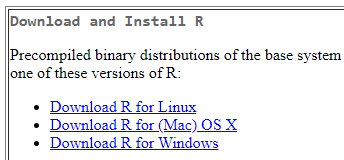 Download and Install R
Precompiled binary distributions of the base system
one of these versions of R:
Download R for Linux
Download R for (Mac) OS X
Download R for Windows